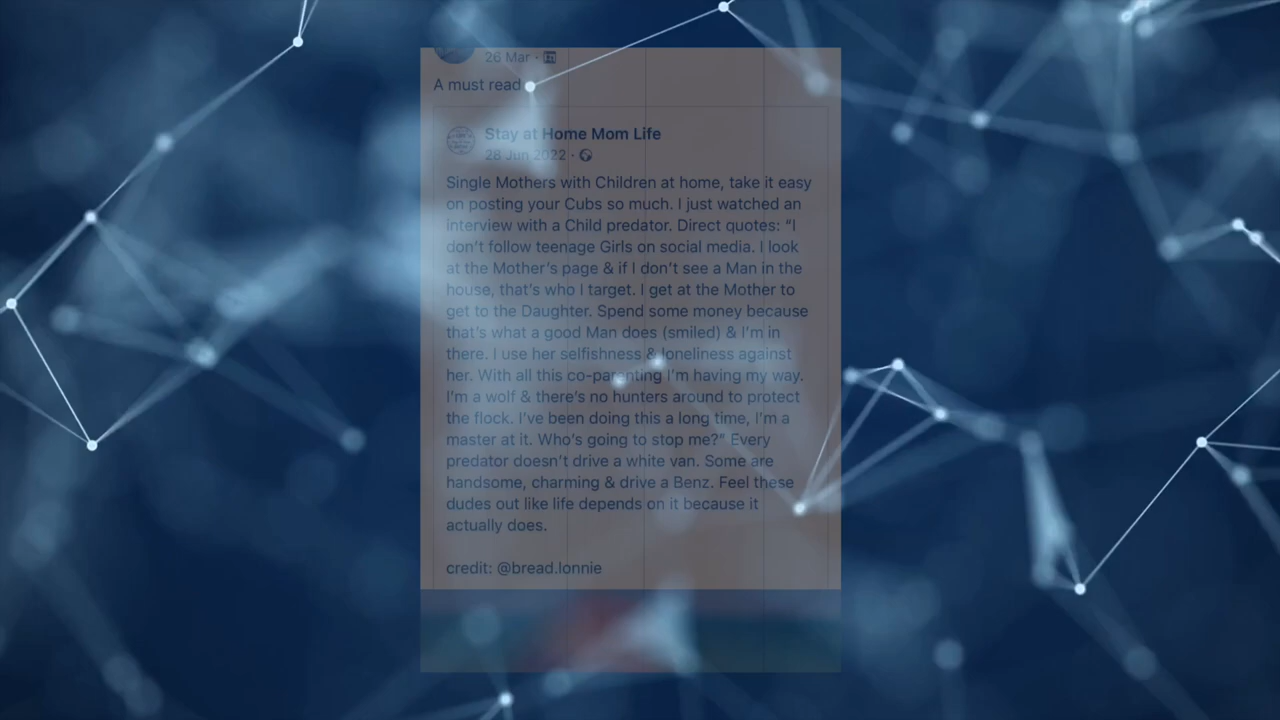 26 Mar ·
A must read
Stay at Home Mom Life
28 Jun 2022 ·
Single Mothers with Children at home, take it easy
on posting your Cubs so much. I just watched an
interview with a Child predator. Direct quotes: “I
don’t follow teenage Girls on social media. I look
at the Mother’s page & if I don’t see a Man in the
house, that’s who I target. I get at the Mother to
get to the Daughter. Spend some money because
that’s what a good Man does (smiled) & I’m in
there. I use her selfishness & loneliness against
her. With all this co-parenting I’m having my way.
I’m a wolf & there’s no hunters around to protect
the flock. I’ve been doing this a long time, I’m a
master at it. Who’s going to stop me?” Every
predator doesn’t drive a white van. Some are
handsome, charming & drive a Benz. Feel these
dudes out like life depends on it because it
actually does.
credit: @bread.lonnie